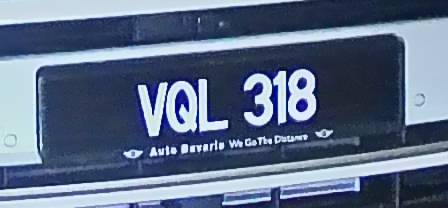 VQL 318
Auto Bavaria We Go The Distance